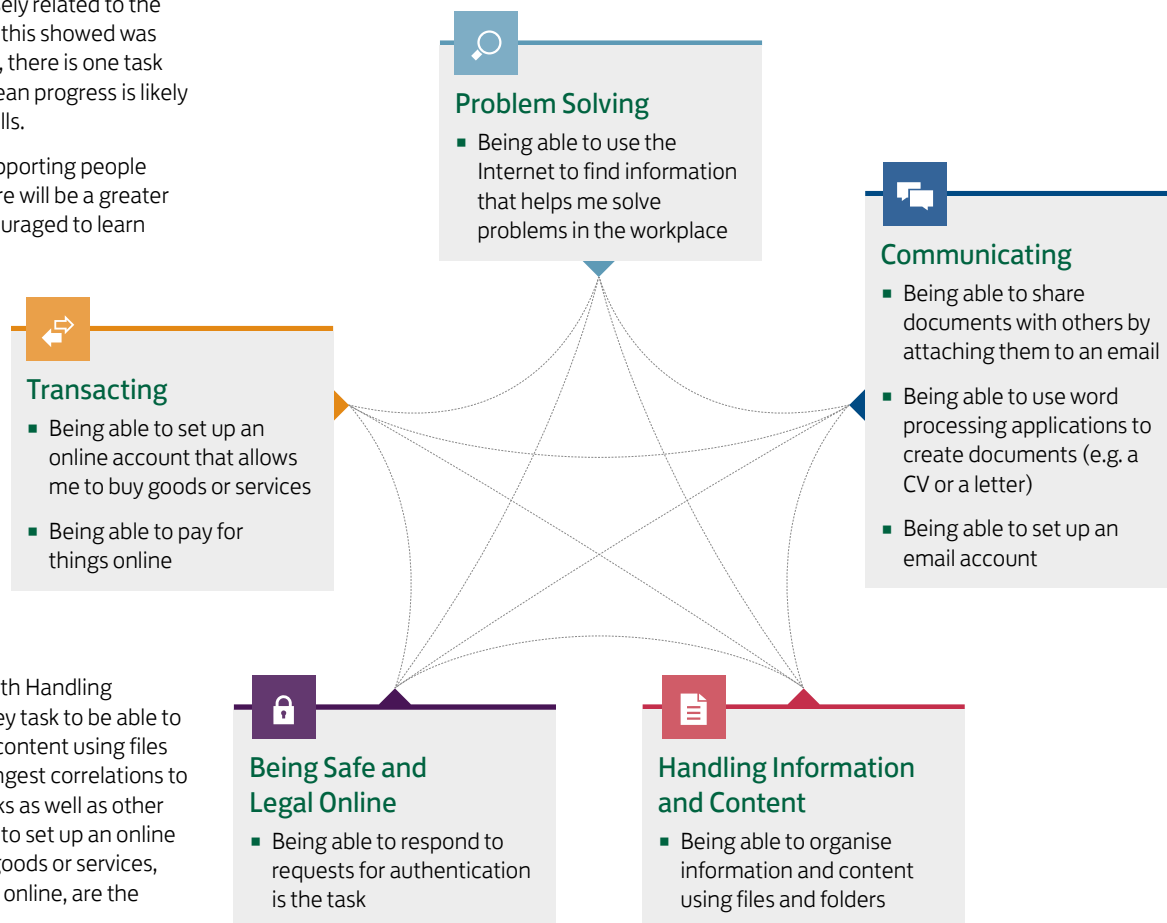 ely related to the
this showed was
, there is one task
ean progress is likely
lls.
pporting people
re will be a greater
ouraged to learn
Problem Solving
▪ Being able to use the
Internet to find information
that helps me solve
problems in the workplace
Communicating
▪ Being able to share
documents with others by
attaching them to an email
▪ Being able to use word
processing applications to
create documents (e.g. a
CV or a letter)
▪ Being able to set up an
email account
Transacting
▪ Being able to set up an
online account that allows
me to buy goods or services
▪ Being able to pay for
things online
th Handling
ey task to be able to
content using files
ngest correlations to
ks as well as other
to set up an online
goods or services,
online, are the
Being Safe and
Legal Online
▪ Being able to respond to
requests for authentication
is the task
Handling Information
and Content
▪ Being able to organise
information and content
using files and folders